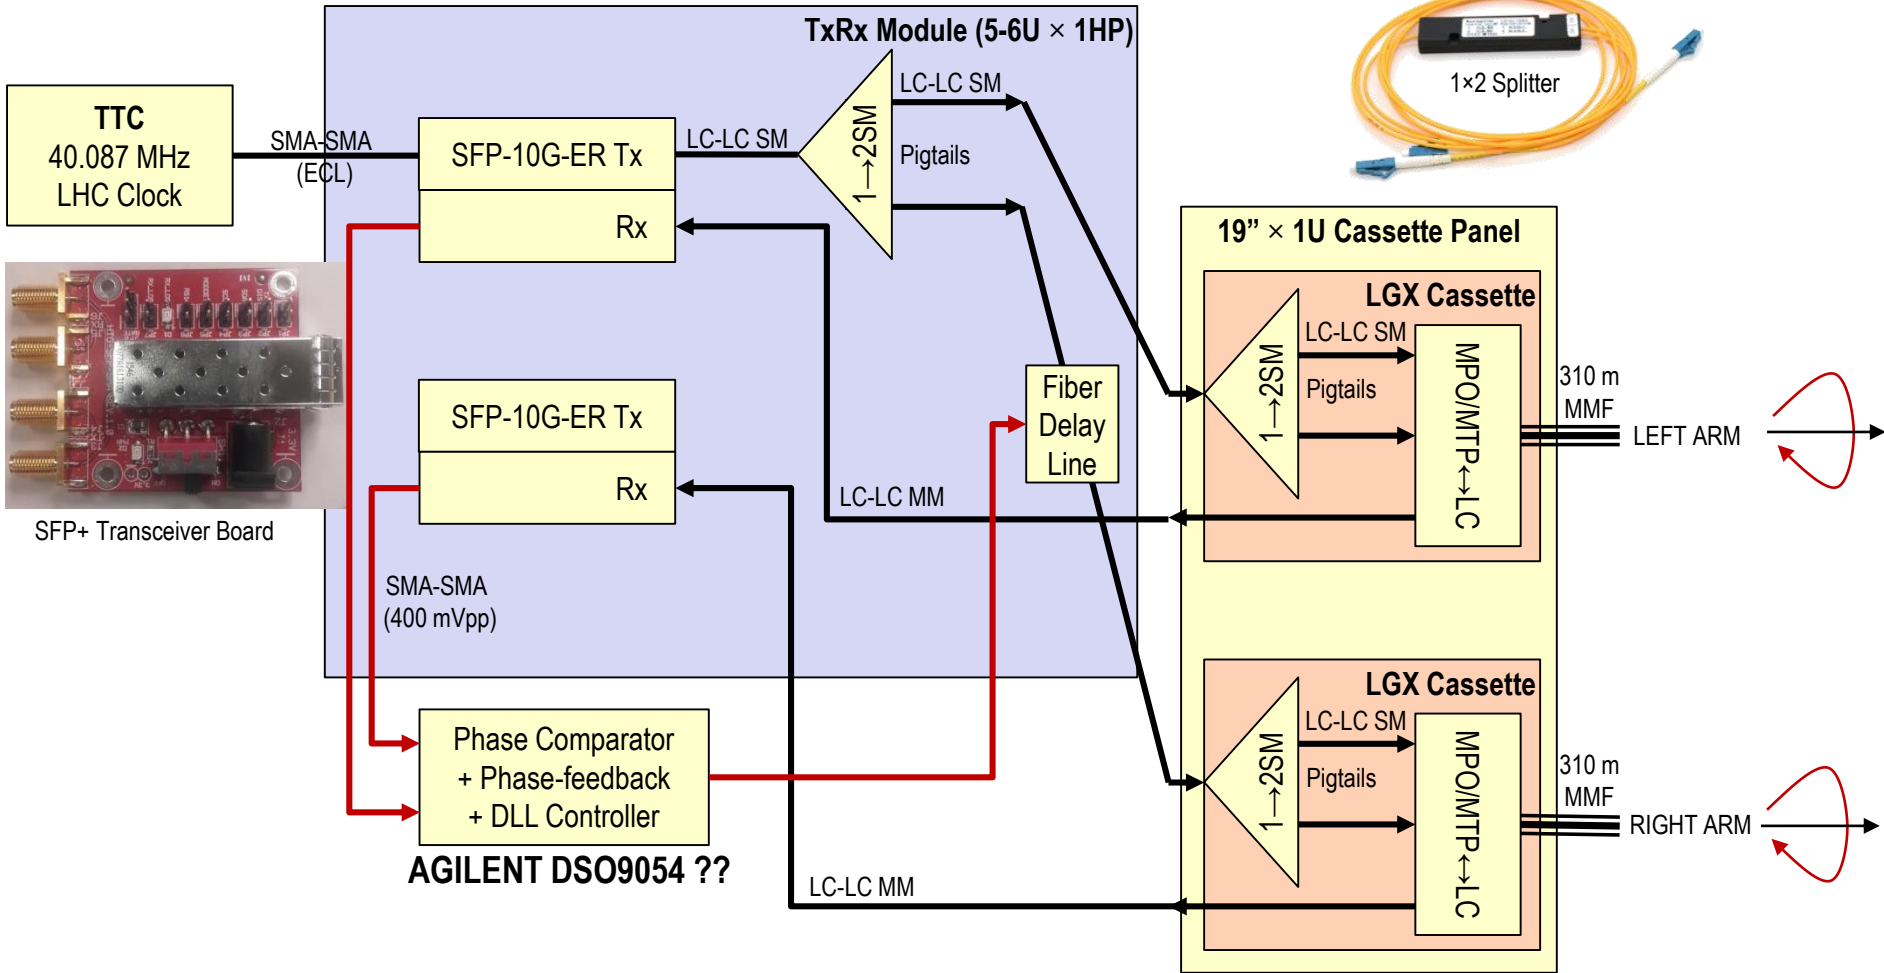 TxRx Module (5-6U × 1HP)
1×2 Splitter
TTC
40.087 MHz
LHC Clock
SMA-SMA
(ECL)
SFP-10G-ER Tx
Rx
LC-LC SM
1→2SM
LC-LC SM
Pigtails
SFP+ Transceiver Board
SFP-10G-ER Tx
Rx
SMA-SMA
(400 mVpp)
Fiber
Delay
Line
LC-LC MM
Phase Comparator
+ Phase-feedback
+ DLL Controller
AGILENT DSO9054 ??
LC-LC MM
19” × 1U Cassette Panel
LGX Cassette
1→2SM
LC-LC SM
Pigtails
MPO/MTP↔LC
310 m
MMF
LEFT ARM
LGX Cassette
1→2SM
LC-LC SM
Pigtails
MPO/MTP↔LC
310 m
MMF
RIGHT ARM